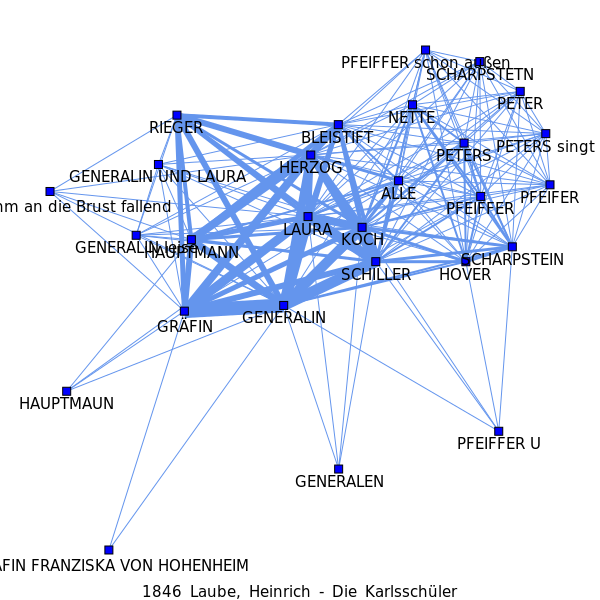 PFEIFFER schon außen
SCHARPSTETN
PETER
NETTE
RIEGER
BLEISTIFT
PETERS singt
PETERS
HERZOG
GENERALIN UND LAURA
ALLE
PFEIFER
hm an die Brust fallend
PFEIFFER
LAURA
KOCH
GENERALIN leise
HAUPTMANN
SCHARPSTEIN
SCHILLER
HOVER
GENERALIN
GRÄFIN
HAUPTMAUN
PFEIFFER U
GENERALEN
ÄFIN FRANZISKA VON HOHENHEIM
1846 Laube, Heinrich - Die Karlsschüler